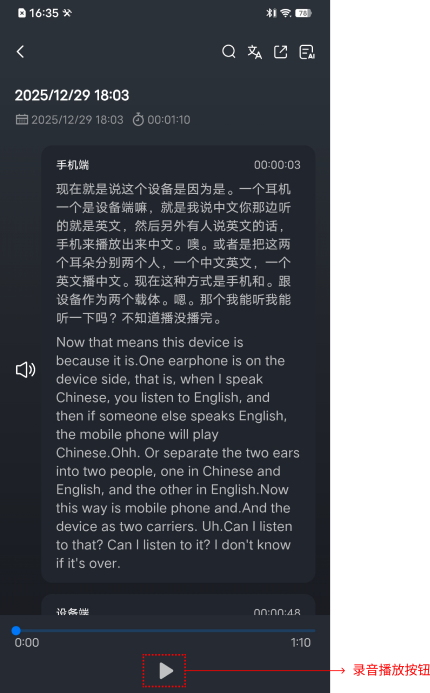 16:35
78
AI
2025/12/29 18:03
2025/12/29 18:03 00:01:10
手机端 00:00:03
现在就是说这个设备是因为是。一个耳机
一个是设备端嘛，就是我说中文你那边听
的就是英文，然后另外有人说英文的话，
手机来播放出来中文。噢。或者是把这两
个耳朵分别两个人，一个中文英文，一个
英文播中文。现在这种方式是手机和。跟
设备作为两个载体。嗯。那个我能听我能
听一下吗？不知道播没播完。
Now that means this device is
because it is.One earphone is on the
device side, that is, when I speak
Chinese, you listen to English, and
then if someone else speaks English,
the mobile phone will play
Chinese.Ohh. Or separate the two ears
into two people, one in Chinese and
English, and the other in English.Now
this way is mobile phone and.And the
device as two carriers. Uh.Can I listen
to that? Can I listen to it? I don't know
if it's over.
设备端 00:00:48
0:00 1:10
录音播放按钮